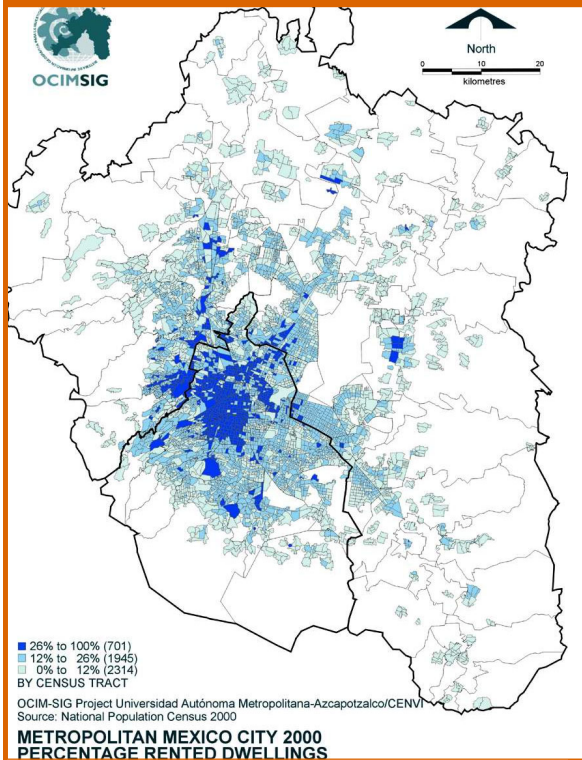 OCIMSIG
North
0 10 20
kilometres
26% to 100% (701)
12% to 26% (1945)
0% to 12% (2314)
BY CENSUS TRACT
OCIM-SIG Project Universidad Autónoma Metropolitana-Azcapotzalco/CENVI
Source: National Population Census 2000
METROPOLITAN MEXICO CITY 2000
PERCENTAGE RENTED DWELLINGS